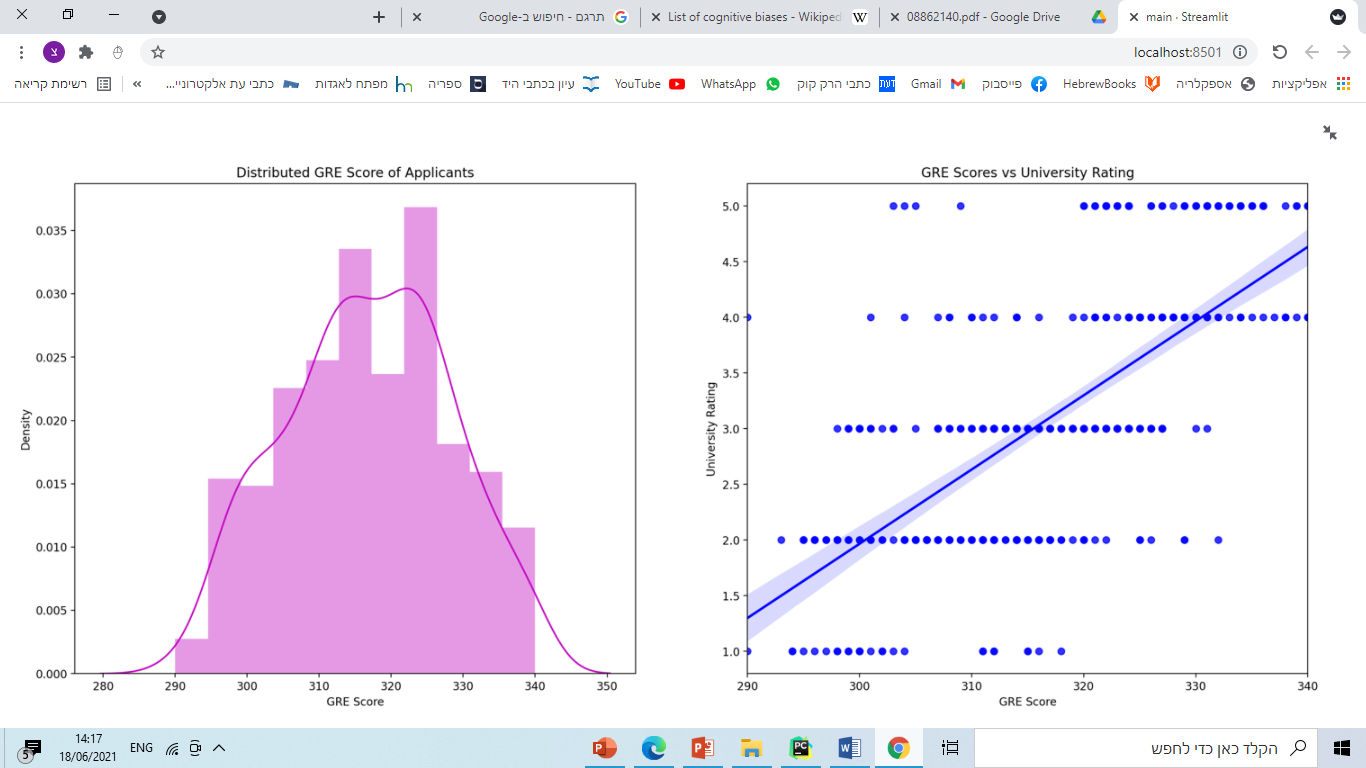 תרגם - חיפוש ב-Google
List of cognitive biases - Wikiped
08862140.pdf - Google Drive
main · Streamlit
צ
localhost:8501
אפליקציות
אספקלריה
HebrewBooks
פייסבוק
Gmail
דעת
כתבי הרק קוק
WhatsApp
YouTube
עיון בכתבי היד
ספריה
מפתח לאגדות
כתבי עת אלקטרוניי...
»
רשימת קריאה
Distributed GRE Score of Applicants
0.035
0.030
0.025
0.020
0.015
0.010
0.005
0.000
Density
280 290 300 310 320 330 340 350
GRE Score
GRE Scores vs University Rating
5.0
4.5
4.0
3.5
3.0
2.5
2.0
1.5
1.0
University Rating
290 300 310 320 330 340
GRE Score
5
14:17
18/06/2021
ENG
הקלד כאן כדי לחפש